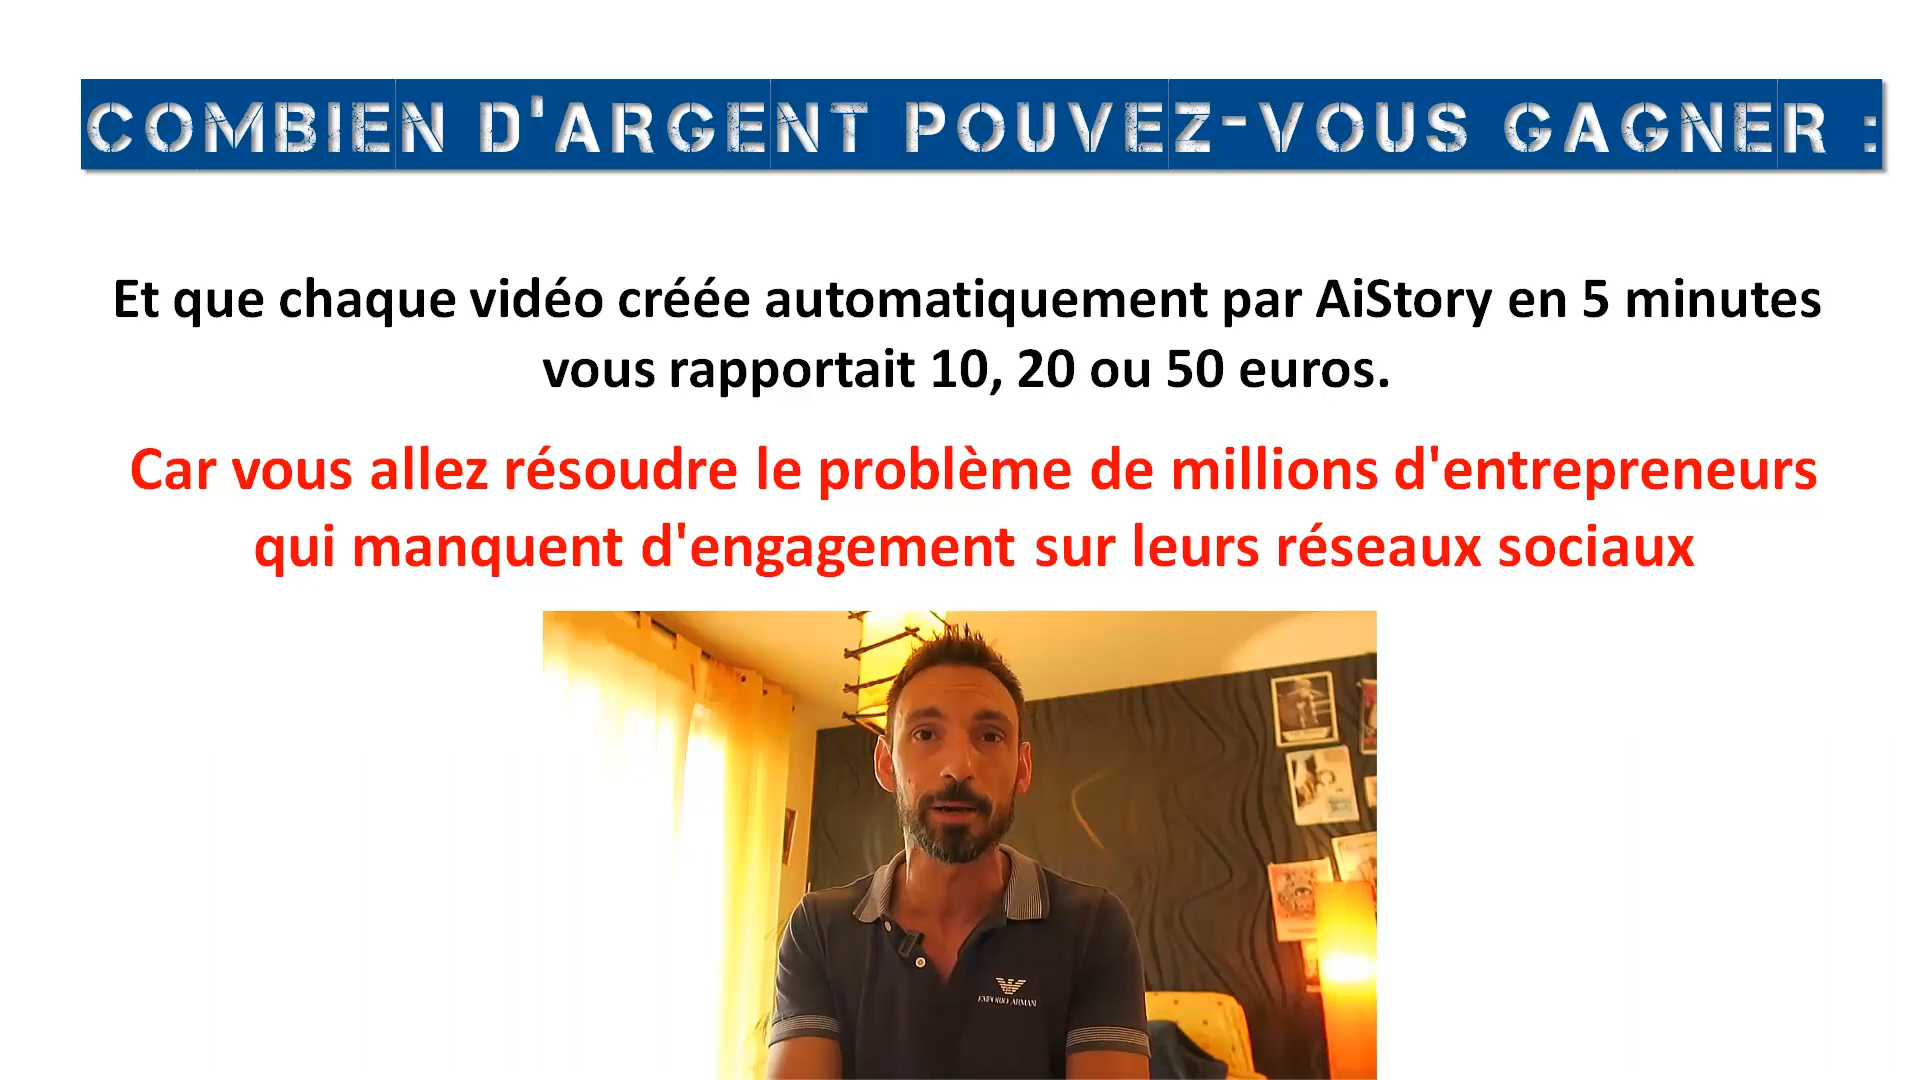 COMBIEN D'ARGENT POUVEZ-VOUS GAGNER :
Et que chaque vidéo créée automatiquement par AiStory en 5 minutes
vous rapportait 10, 20 ou 50 euros.
Car vous allez résoudre le problème de millions d'entrepreneurs
qui manquent d'engagement sur leurs réseaux sociaux
EMPORIO ARMANI